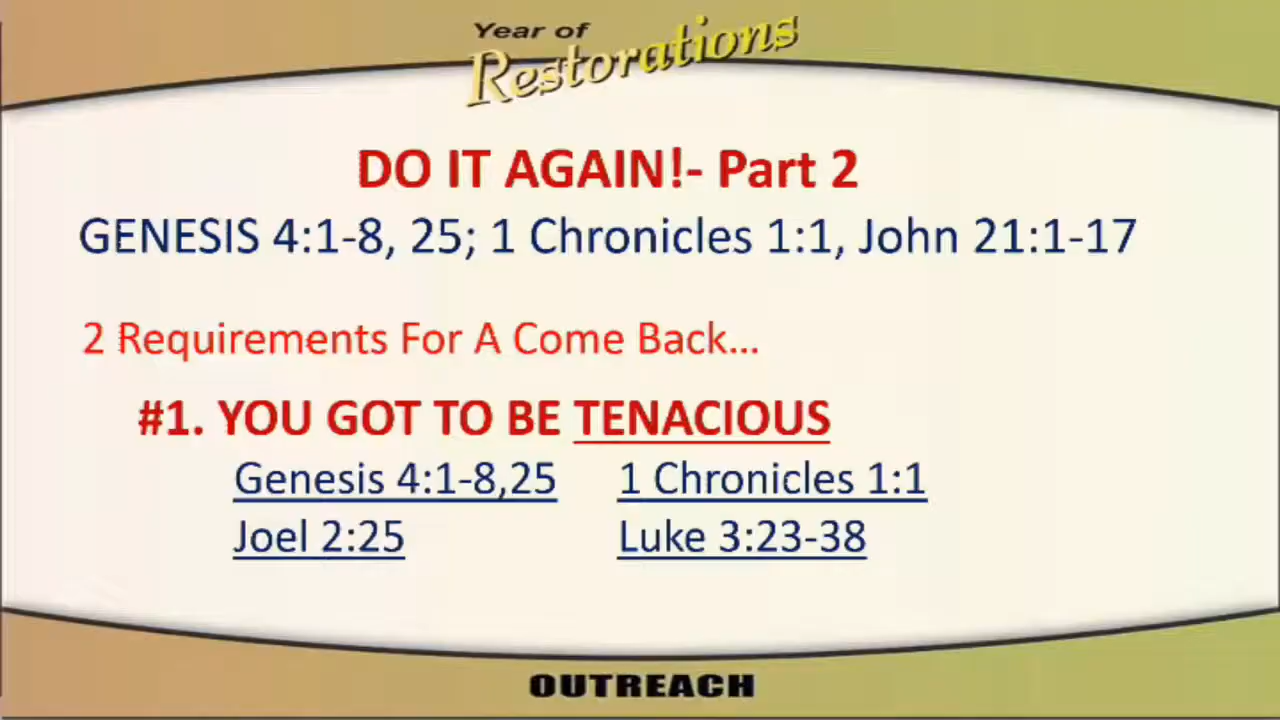 Year of
Restorations
DO IT AGAIN!- Part 2
GENESIS 4:1-8, 25; 1 Chronicles 1:1, John 21:1-17
2 Requirements For A Come Back...
#1. YOU GOT TO BE TENACIOUS
Genesis 4:1-8,25 1 Chronicles 1:1
Joel 2:25 Luke 3:23-38
OUTREACH